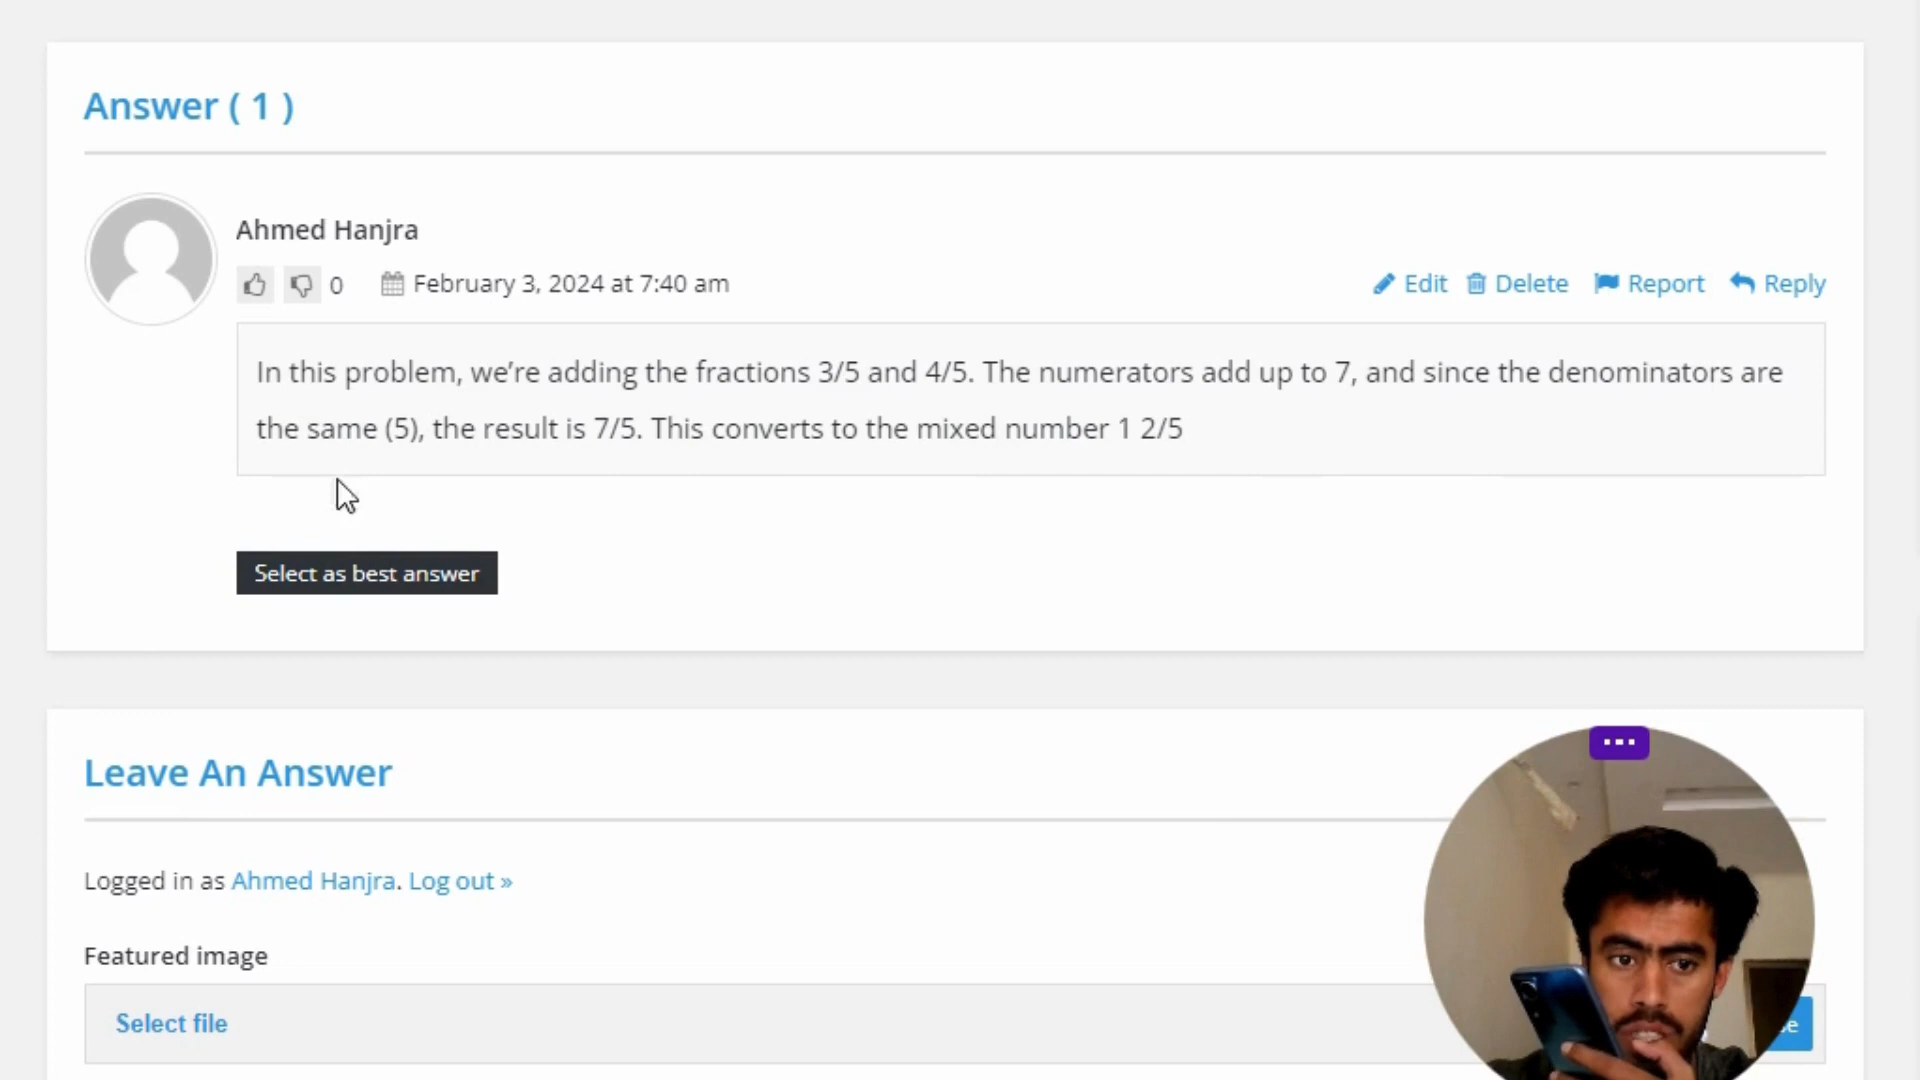 Answer ( 1 )
Ahmed Hanjra
0 February 3, 2024 at 7:40 am Edit Delete Report Reply
In this problem, we’re adding the fractions 3/5 and 4/5. The numerators add up to 7, and since the denominators are
the same (5), the result is 7/5. This converts to the mixed number 1 2/5
Select as best answer
Leave An Answer
Logged in as Ahmed Hanjra. Log out »
Featured image
Select file